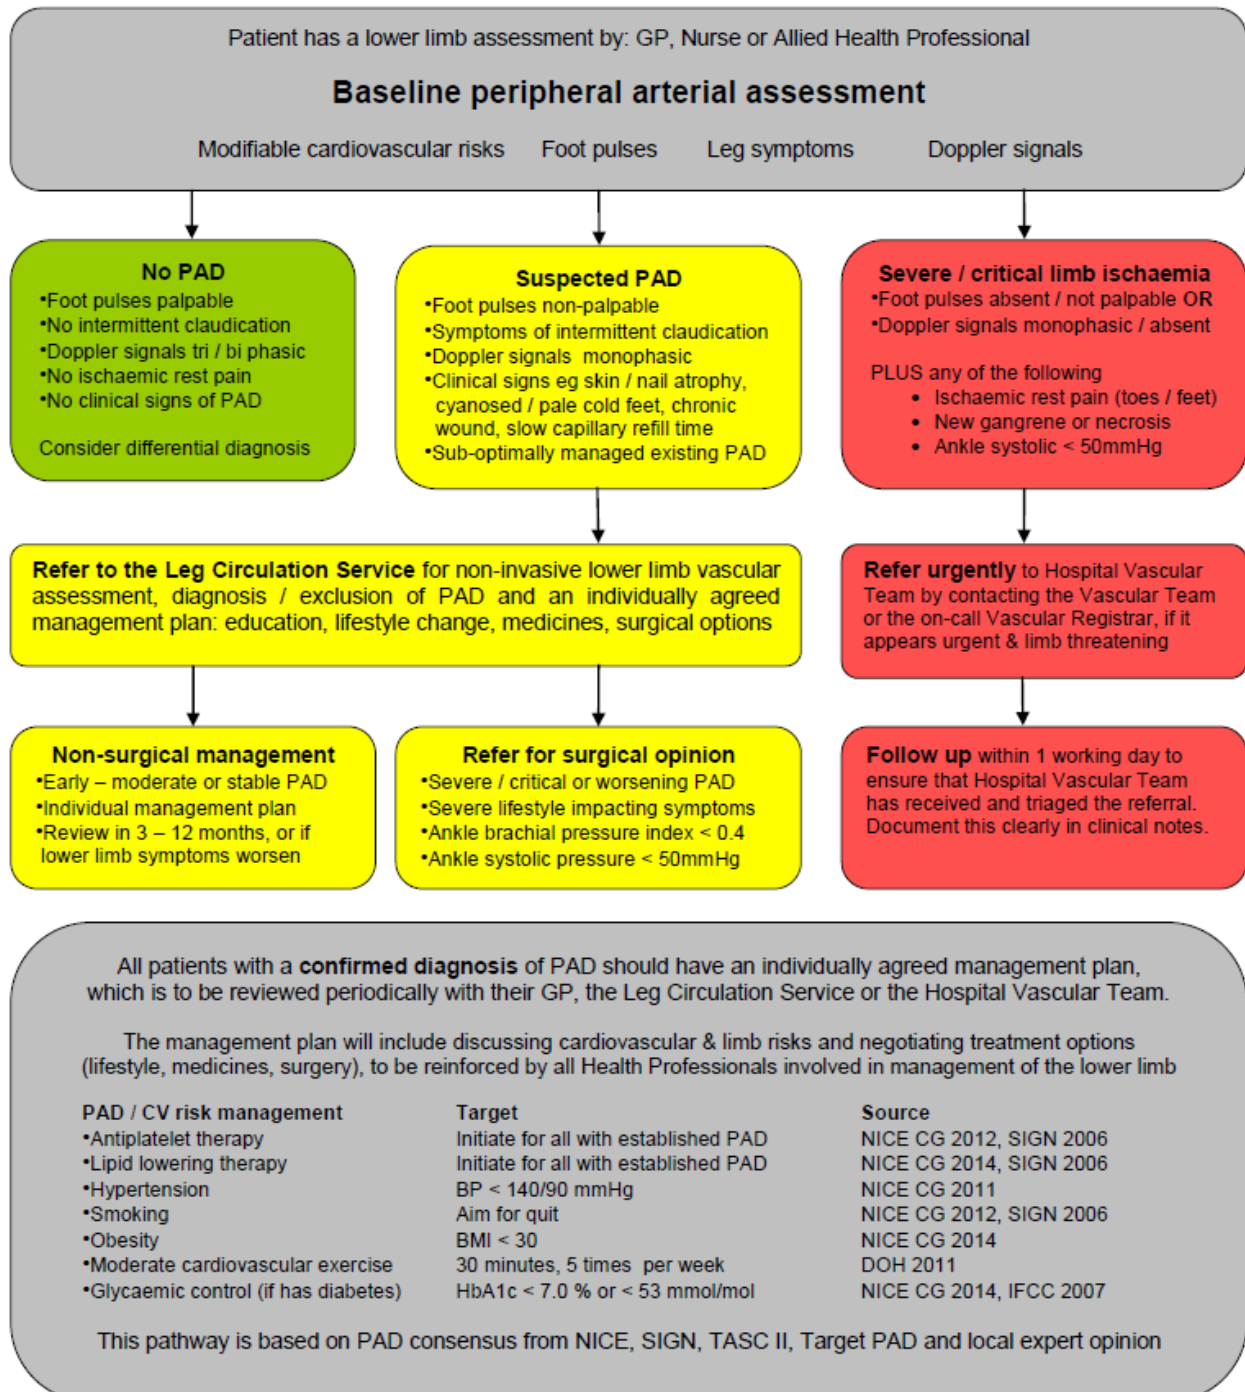 Patient has a lower limb assessment by: GP, Nurse or Allied Health Professional
Baseline peripheral arterial assessment
Modifiable cardiovascular risks Foot pulses Leg symptoms Doppler signals
No PAD
•Foot pulses palpable
•No intermittent claudication
•Doppler signals tri / bi phasic
•No ischaemic rest pain
•No clinical signs of PAD
Consider differential diagnosis
Suspected PAD
•Foot pulses non-palpable
•Symptoms of intermittent claudication
•Doppler signals monophasic
•Clinical signs eg skin / nail atrophy,
cyanosed / pale cold feet, chronic
wound, slow capillary refill time
•Sub-optimally managed existing PAD
Severe / critical limb ischaemia
•Foot pulses absent / not palpable OR
•Doppler signals monophasic / absent
PLUS any of the following
• Ischaemic rest pain (toes / feet)
• New gangrene or necrosis
• Ankle systolic < 50mmHg
Refer to the Leg Circulation Service for non-invasive lower limb vascular
assessment, diagnosis / exclusion of PAD and an individually agreed
management plan: education, lifestyle change, medicines, surgical options
Refer urgently to Hospital Vascular
Team by contacting the Vascular Team
or the on-call Vascular Registrar, if it
appears urgent & limb threatening
Non-surgical management
•Early – moderate or stable PAD
•Individual management plan
•Review in 3 – 12 months, or if
lower limb symptoms worsen
Refer for surgical opinion
•Severe / critical or worsening PAD
•Severe lifestyle impacting symptoms
•Ankle brachial pressure index < 0.4
•Ankle systolic pressure < 50mmHg
Follow up within 1 working day to
ensure that Hospital Vascular Team
has received and triaged the referral.
Document this clearly in clinical notes.
All patients with a confirmed diagnosis of PAD should have an individually agreed management plan,
which is to be reviewed periodically with their GP, the Leg Circulation Service or the Hospital Vascular Team.
The management plan will include discussing cardiovascular & limb risks and negotiating treatment options
(lifestyle, medicines, surgery), to be reinforced by all Health Professionals involved in management of the lower limb
PAD / CV risk management Target Source
•Antiplatelet therapy Initiate for all with established PAD NICE CG 2012, SIGN 2006
•Lipid lowering therapy Initiate for all with established PAD NICE CG 2014, SIGN 2006
•Hypertension BP < 140/90 mmHg NICE CG 2011
•Smoking Aim for quit NICE CG 2012, SIGN 2006
•Obesity BMI < 30 NICE CG 2014
•Moderate cardiovascular exercise 30 minutes, 5 times per week DOH 2011
•Glycaemic control (if has diabetes) HbA1c < 7.0 % or < 53 mmol/mol NICE CG 2014, IFCC 2007
This pathway is based on PAD consensus from NICE, SIGN, TASC II, Target PAD and local expert opinion